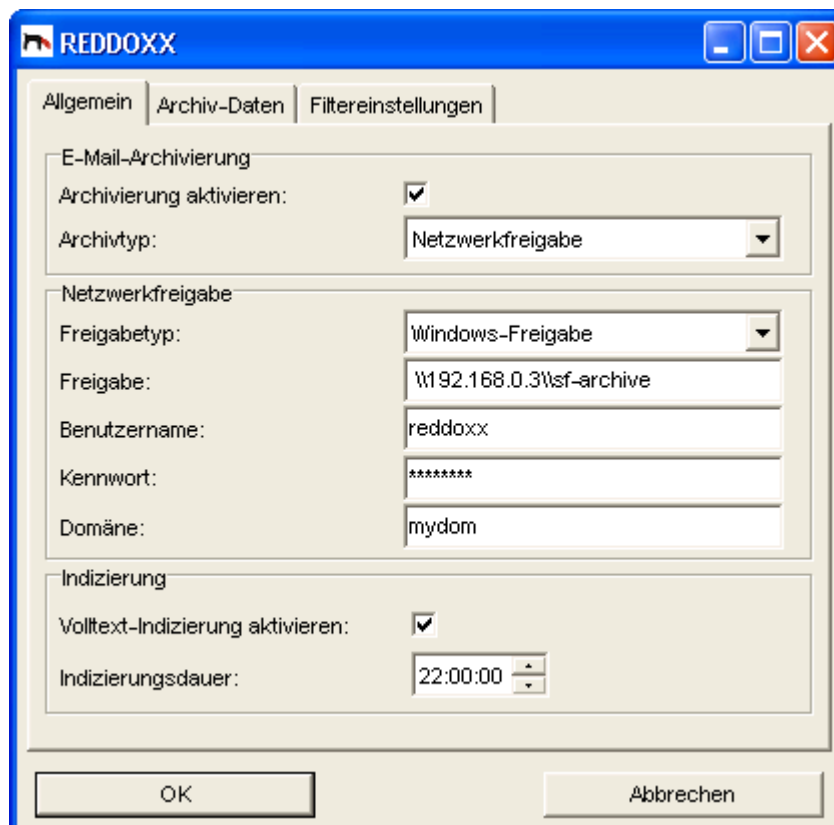 REDDOXX
Allgemein Archiv-Daten Filtereinstellungen
E-Mail-Archivierung
Archivierung aktivieren:
Archivtyp: Netzwerkfreigabe
Netzwerkfreigabe
Freigabetyp: Windows-Freigabe
Freigabe: \\192.168.0.3\\sf-archive
Benutzername: reddoxx
Kennwort: ********
Domäne: mydom
Indizierung
Volltext-Indizierung aktivieren:
Indizierungsdauer: 22:00:00
OK Abbrechen